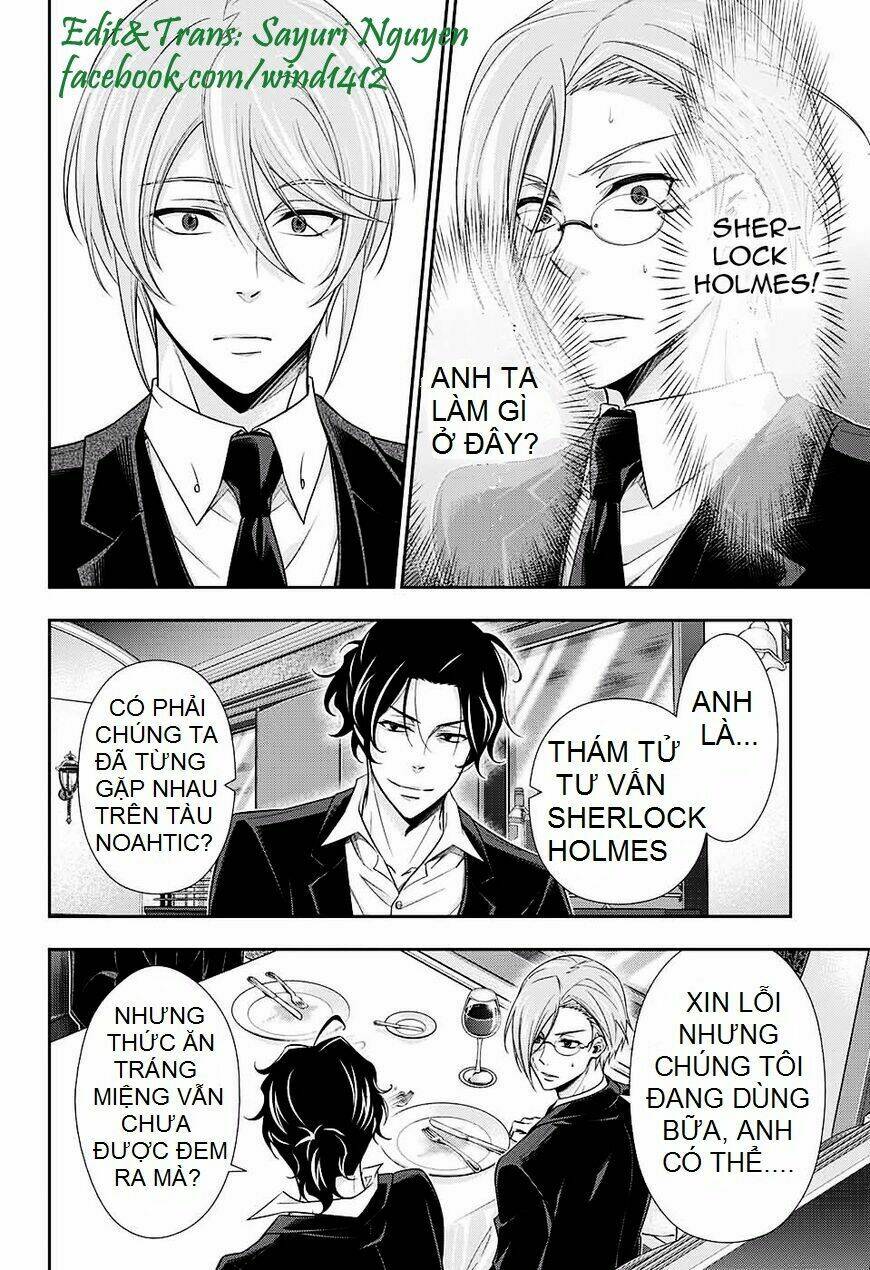 Edit&Trans: Sayuri Nguyen
facebook.com/wind1412
SHER-
LOCK
HOLMES!
ANH TA
LÀM GÌ
Ở ĐÂY?
ANH
LÀ...
THÁM TỬ
TƯ VẤN
SHERLOCK
HOLMES
CÓ PHẢI
CHÚNG TA
ĐÃ TỪNG
GẶP NHAU
TRÊN TÀU
NOAHTIC?
XIN LỖI
NHƯNG
CHÚNG TÔI
ĐANG DÙNG
BỮA, ANH
CÓ THỂ....
NHƯNG
THỨC ĂN
TRÁNG
MIỆNG VẪN
CHƯA
ĐƯỢC ĐEM
RA MÀ?